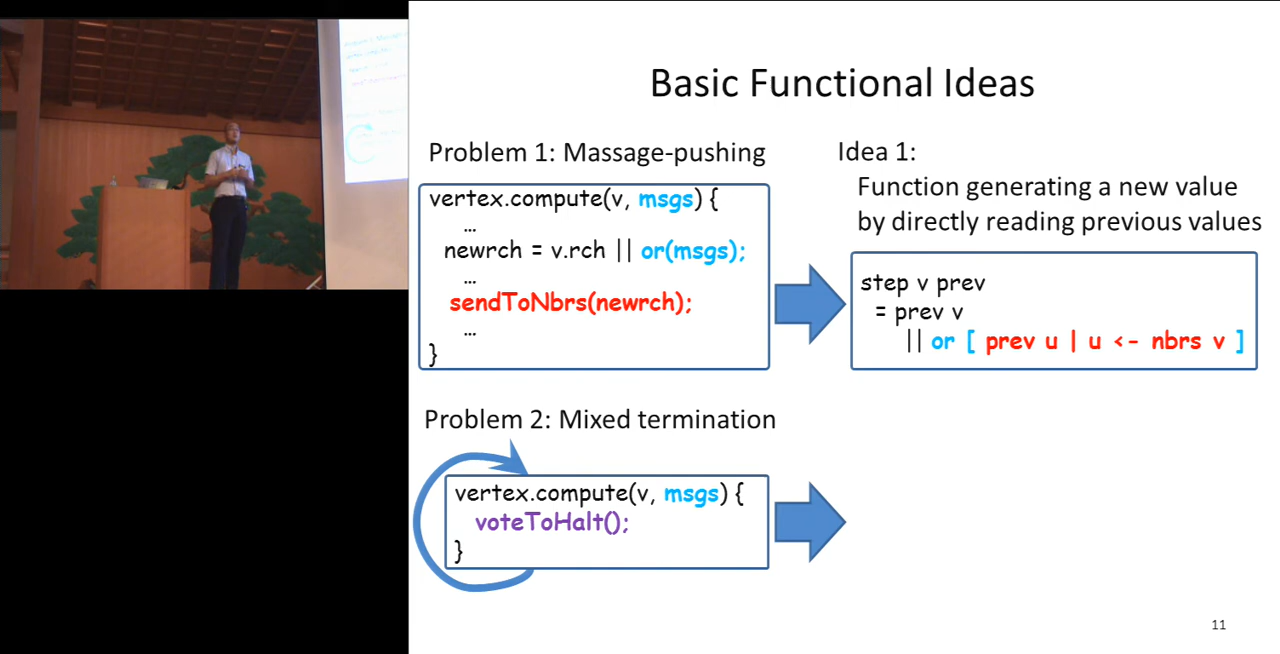 Basic Functional Ideas
Problem 1: Massage-pushing
vertex.compute(v, msgs) {
…
newrch = v.rch || or(msgs);
…
sendToNbrs(newrch);
…
}
Idea 1:
Function generating a new value
by directly reading previous values
step v prev
= prev v
|| or [ prev u | u <- nbrs v ]
Problem 2: Mixed termination
vertex.compute(v, msgs) {
voteToHalt();
}
11